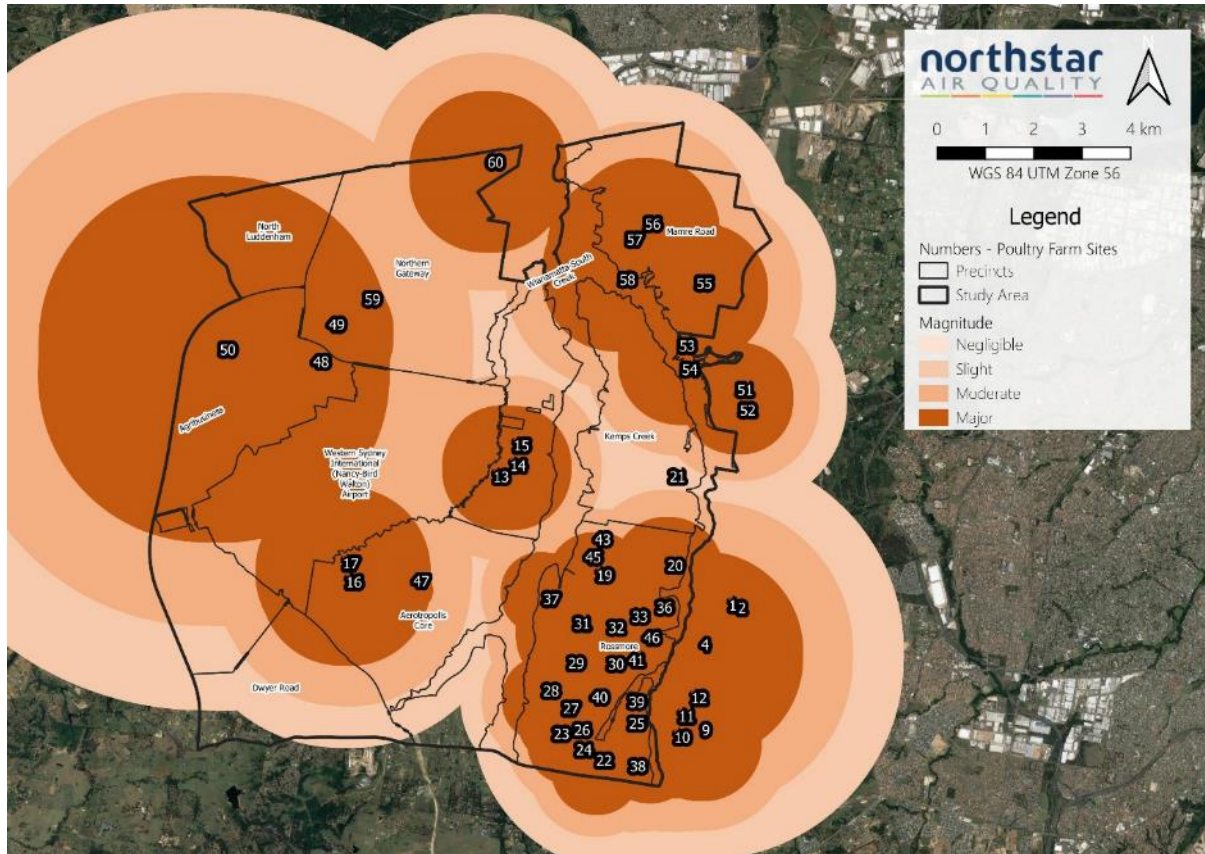 northstar
AIR QUALITY
N
0 1 2 3 4 km
WGS 84 UTM Zone 56
Legend
Numbers - Poultry Farm Sites
Precincts
Study Area
Magnitude
Negligible
Slight
Moderate
Major
60
North
Luddenham
56
57
Mamre Road
Northern
Gateway
Wianamatta-South
Creek
58
55
59
49
50
48
53
54
51
52
Agribusiness
Kemps Creek
15
14
13
Western Sydney
International
(Nancy-Bird
Walton)
Airport
21
43
45
19
20
17
16
47
Aerotropolis
Core
37
36
1
2
31
32
33
46
Rossmore
4
29
30
41
Dwyer Road
28
27
40
39
12
11
25
23
26
9
10
24
22
38